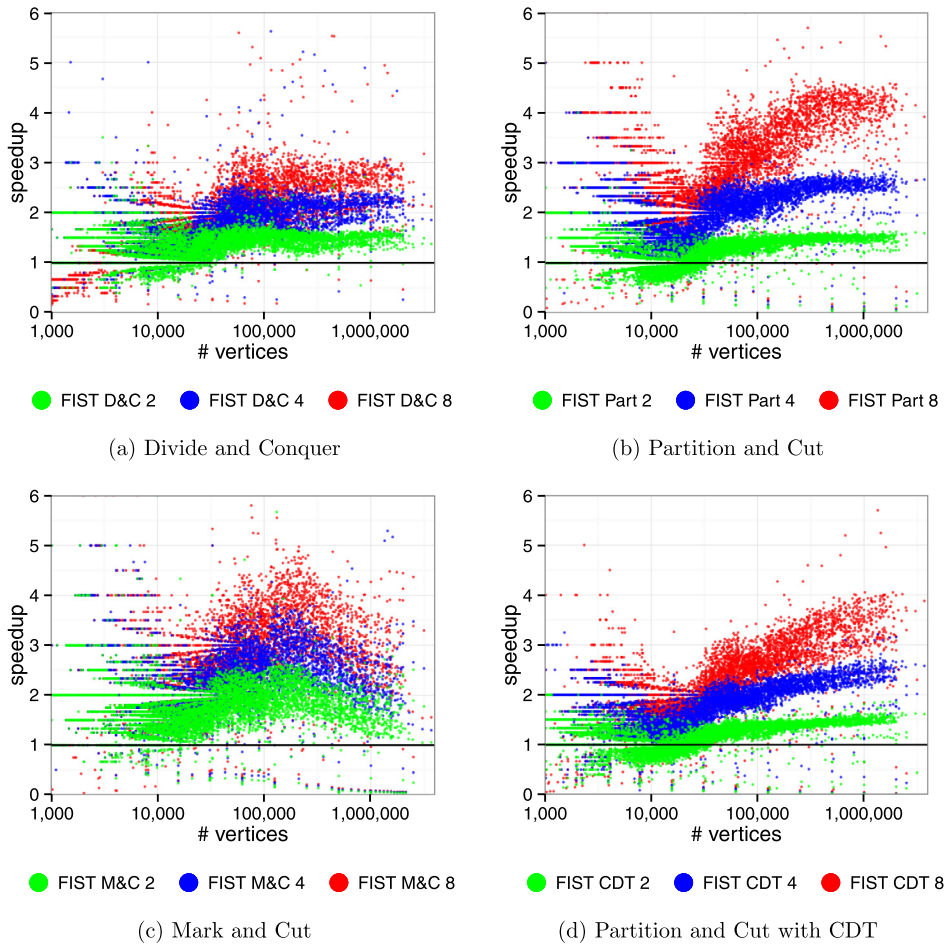 6
5
4
3
2
1
0
speedup
1,000 10,000 100,000 1,000,000
# vertices
FIST D&C 2 FIST D&C 4 FIST D&C 8
(a) Divide and Conquer
6
5
4
3
2
1
0
speedup
1,000 10,000 100,000 1,000,000
# vertices
FIST Part 2 FIST Part 4 FIST Part 8
(b) Partition and Cut
6
5
4
3
2
1
0
speedup
1,000 10,000 100,000 1,000,000
# vertices
FIST M&C 2 FIST M&C 4 FIST M&C 8
(c) Mark and Cut
6
5
4
3
2
1
0
speedup
1,000 10,000 100,000 1,000,000
# vertices
FIST CDT 2 FIST CDT 4 FIST CDT 8
(d) Partition and Cut with CDT